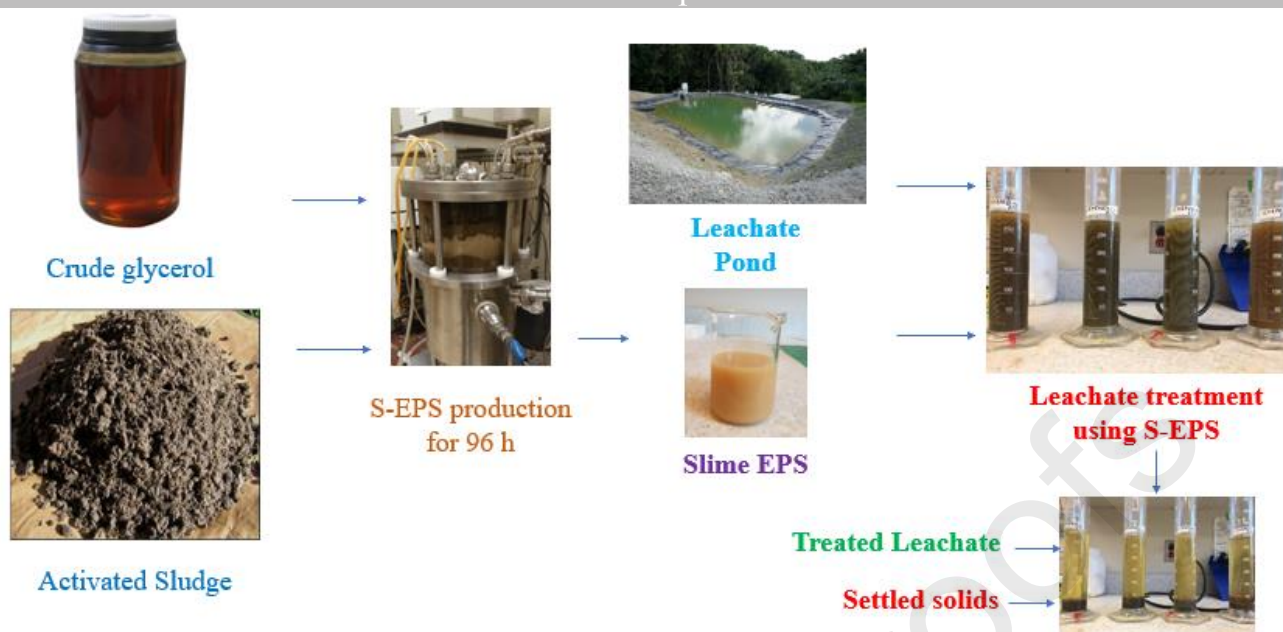 Crude glycerol
Activated Sludge
S-EPS production
for 96 h
Leachate
Pond
Slime EPS
Leachate treatment
using S-EPS
Treated Leachate
Settled solids